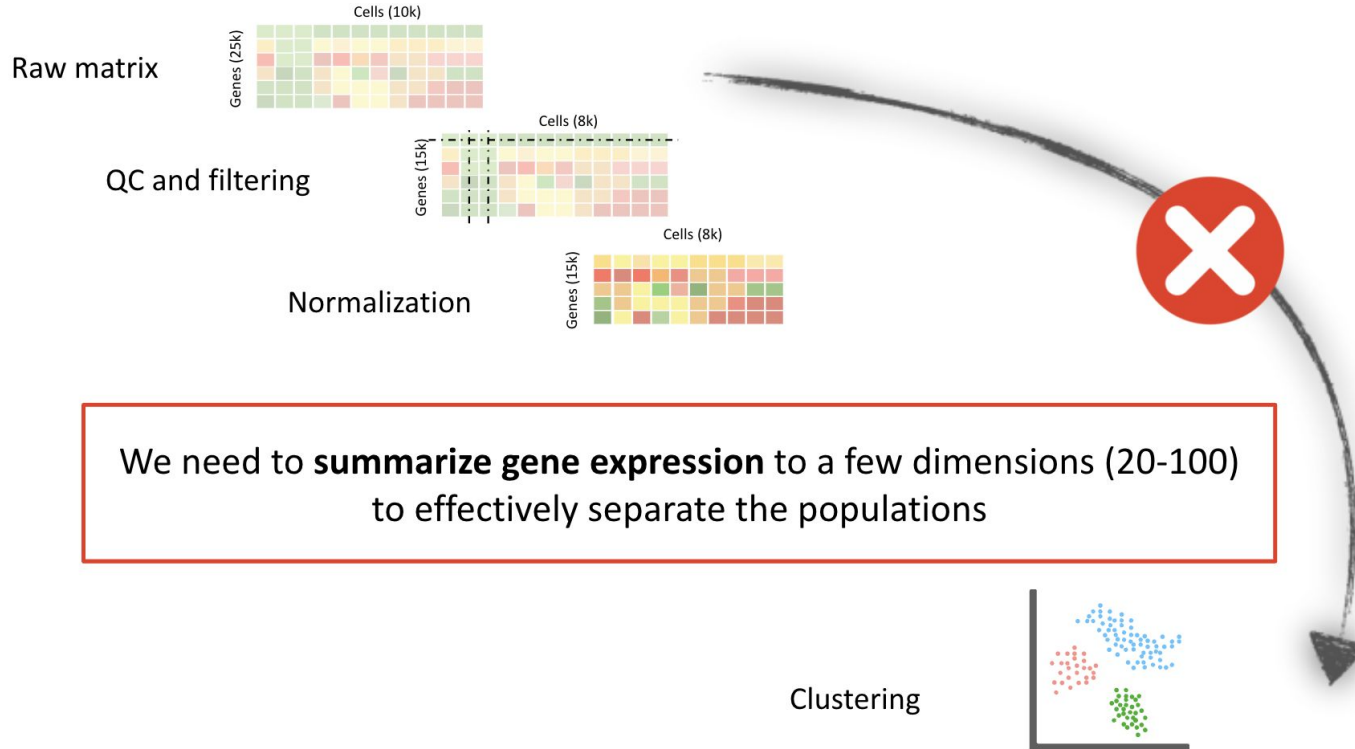 Cells (10k)
Raw matrix
Genes (25k)
Cells (8k)
QC and filtering
Genes (15k)
Cells (8k)
Normalization
Genes (15k)
We need to summarize gene expression to a few dimensions (20-100)
to effectively separate the populations
Clustering